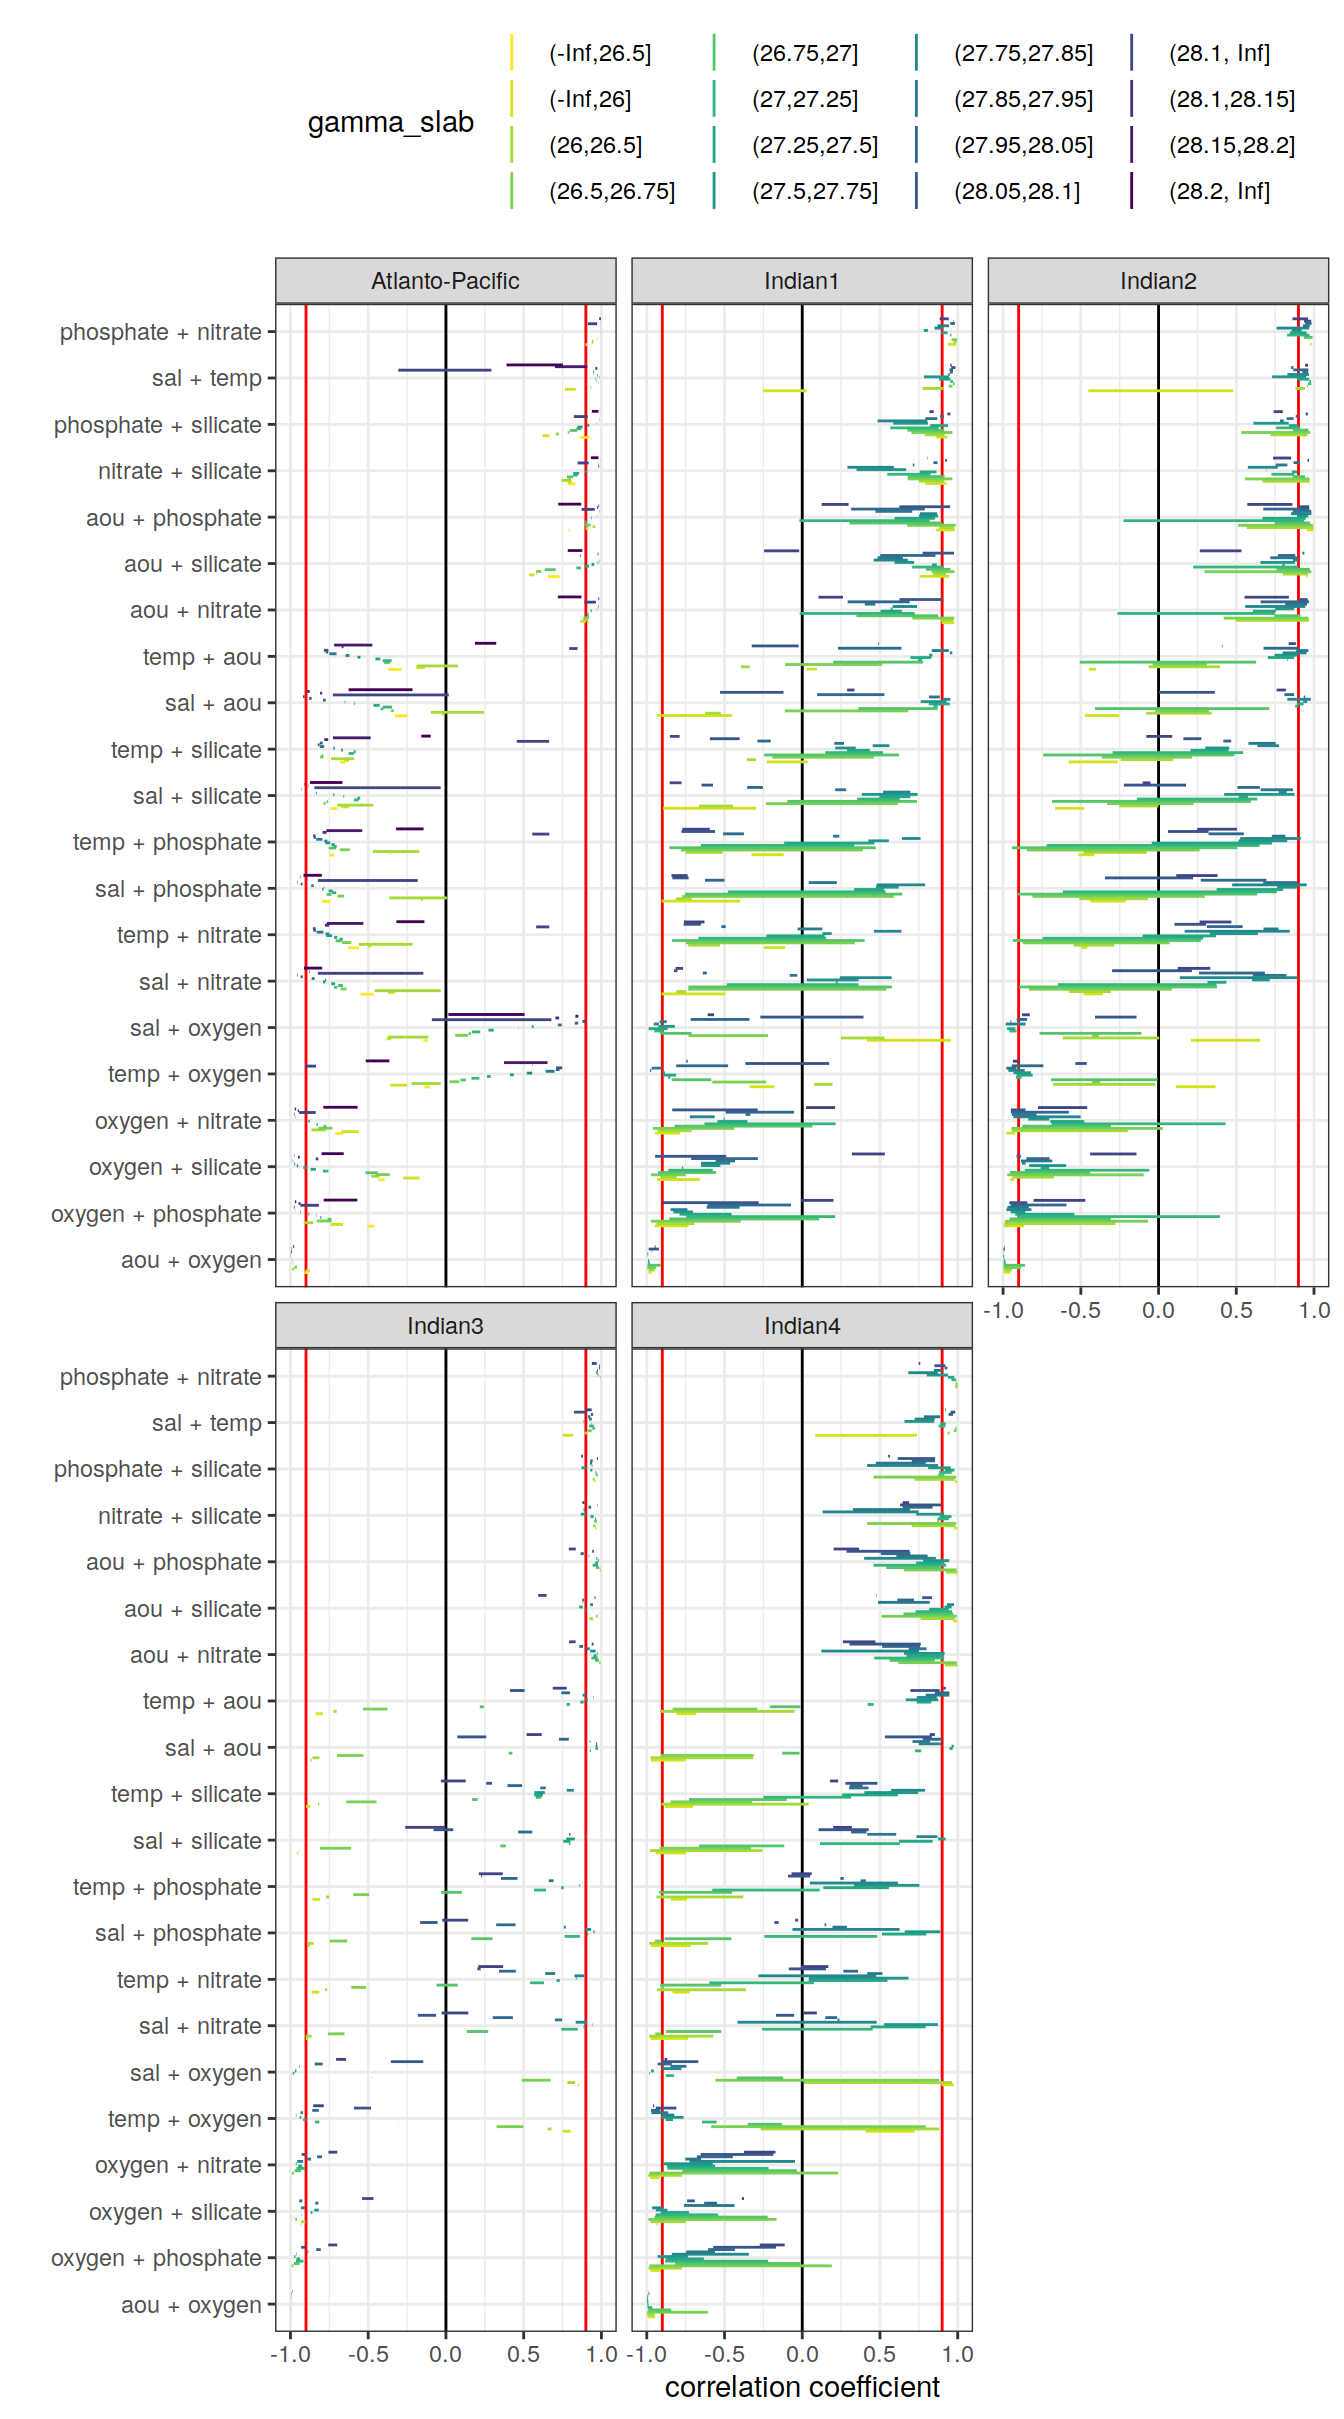 gamma_slab
(-Inf,26.5] (26.75,27] (27.75,27.85] (28.1, Inf]
(-Inf,26] (27,27.25] (27.85,27.95] (28.1,28.15]
(26,26.5] (27.25,27.5] (27.95,28.05] (28.15,28.2]
(26.5,26.75] (27.5,27.75] (28.05,28.1] (28.2, Inf]
Atlanto-Pacific Indian1 Indian2
phosphate + nitrate
sal + temp
phosphate + silicate
nitrate + silicate
aou + phosphate
aou + silicate
aou + nitrate
temp + aou
sal + aou
temp + silicate
sal + silicate
temp + phosphate
sal + phosphate
temp + nitrate
sal + nitrate
sal + oxygen
temp + oxygen
oxygen + nitrate
oxygen + silicate
oxygen + phosphate
aou + oxygen
-1.0 -0.5 0.0 0.5 1.0
Indian3 Indian4
phosphate + nitrate
sal + temp
phosphate + silicate
nitrate + silicate
aou + phosphate
aou + silicate
aou + nitrate
temp + aou
sal + aou
temp + silicate
sal + silicate
temp + phosphate
sal + phosphate
temp + nitrate
sal + nitrate
sal + oxygen
temp + oxygen
oxygen + nitrate
oxygen + silicate
oxygen + phosphate
aou + oxygen
-1.0 -0.5 0.0 0.5 1.0 -1.0 -0.5 0.0 0.5 1.0
correlation coefficient